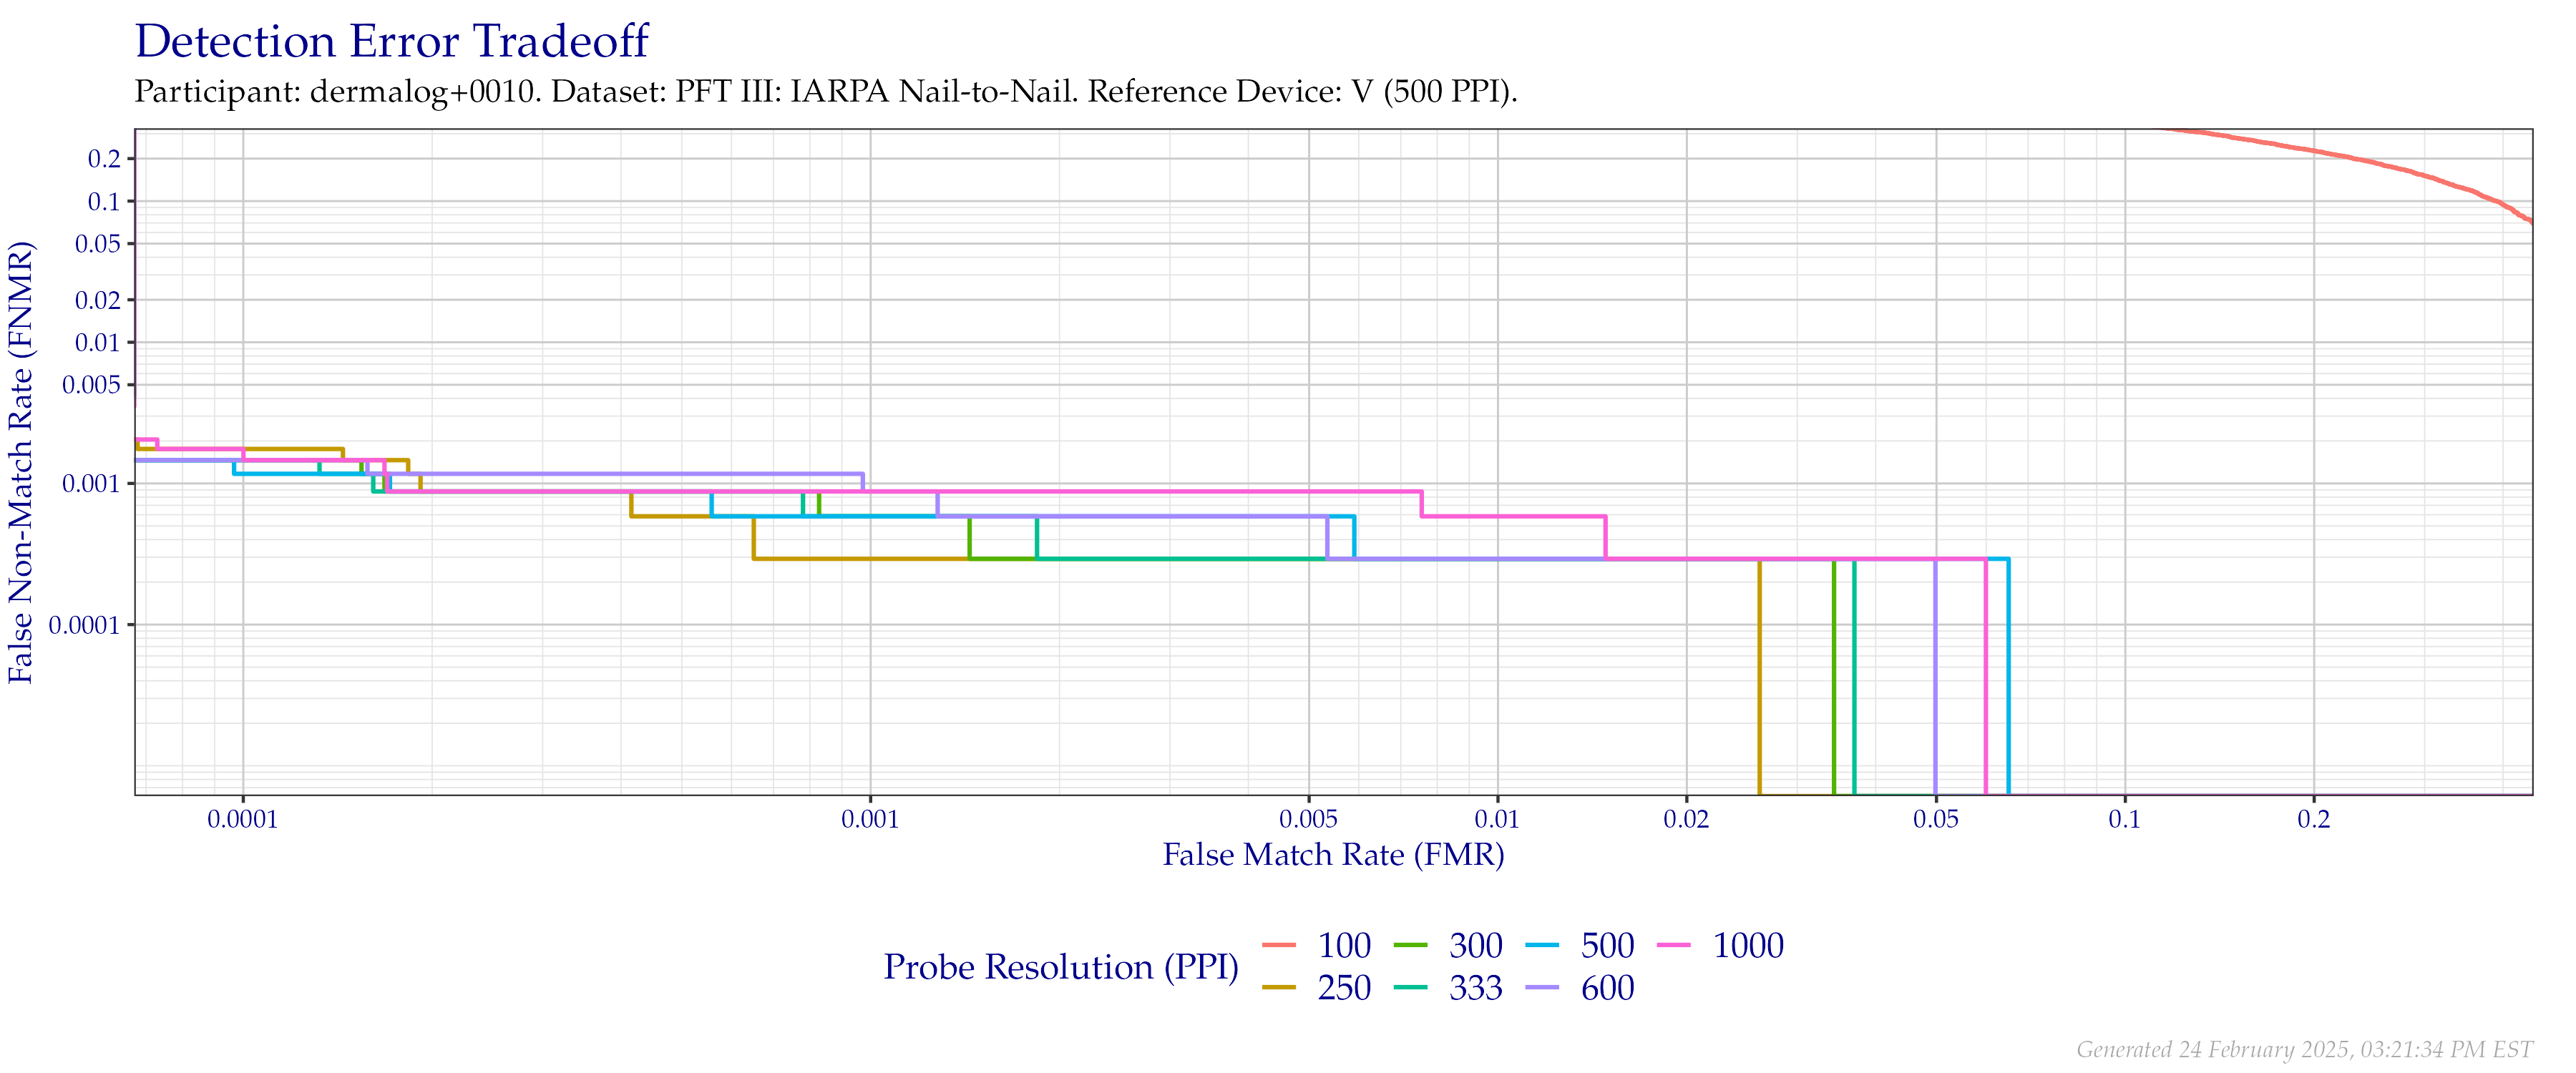 Detection Error Tradeoff
Participant: dermalog+0010. Dataset: PFT III: IARPA Nail-to-Nail. Reference Device: V (500 PPI).
False Non-Match Rate (FNMR)
0.2
0.1
0.05
0.02
0.01
0.005
0.001
0.0001
0.0001 0.001 0.005 0.01 0.02 0.05 0.1 0.2
False Match Rate (FMR)
Probe Resolution (PPI)
100 300 500 1000
250 333 600
Generated 24 February 2025, 03:21:34 PM EST